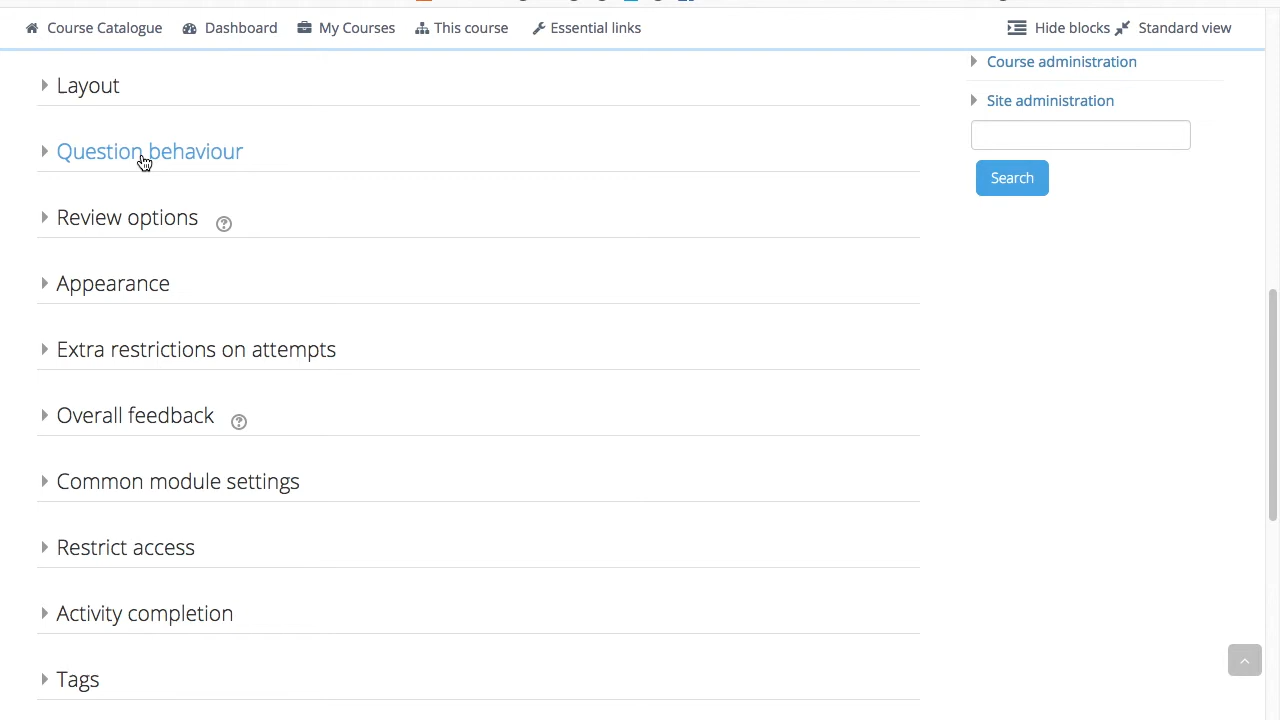 Course Catalogue Dashboard My Courses This course Essential links Hide blocks Standard view
Layout
Question behaviour
Review options
Appearance
Extra restrictions on attempts
Overall feedback
Common module settings
Restrict access
Activity completion
Tags
Course administration
Site administration
Search